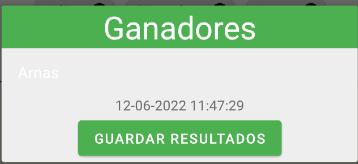 Ganadores
Arnas
12-06-2022 11:47:29
GUARDAR RESULTADOS